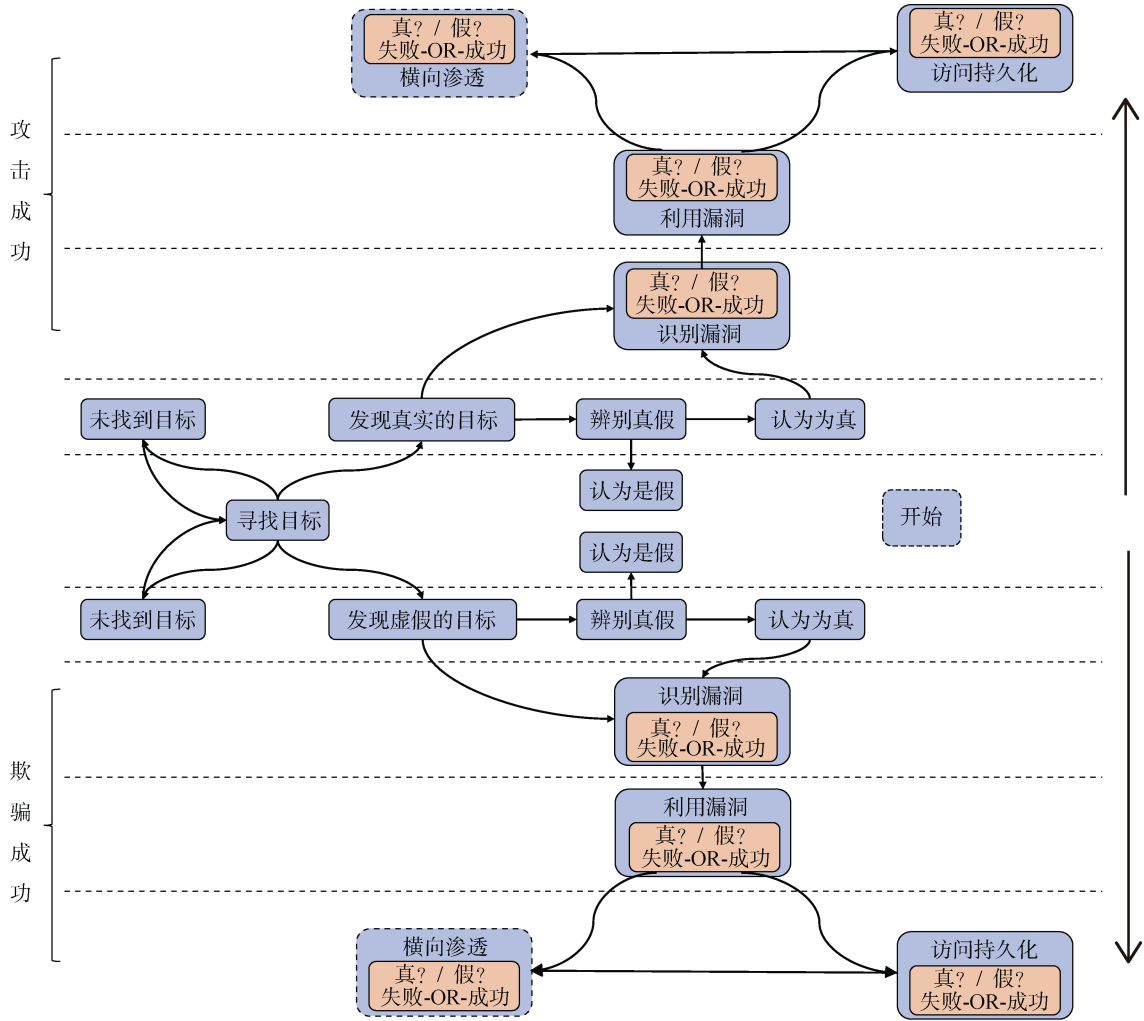 真? / 假?
失败-OR-成功
横向渗透
真? / 假?
失败-OR-成功
访问持久化
攻击成功
真? / 假?
失败-OR-成功
利用漏洞
真? / 假?
失败-OR-成功
识别漏洞
未找到目标
发现真实的目标
辨别真假
认为为真
认为是假
寻找目标
开始
认为是假
未找到目标
发现虚假的目标
辨别真假
认为为真
欺骗成功
识别漏洞
真? / 假?
失败-OR-成功
利用漏洞
真? / 假?
失败-OR-成功
横向渗透
真? / 假?
失败-OR-成功
访问持久化
真? / 假?
失败-OR-成功